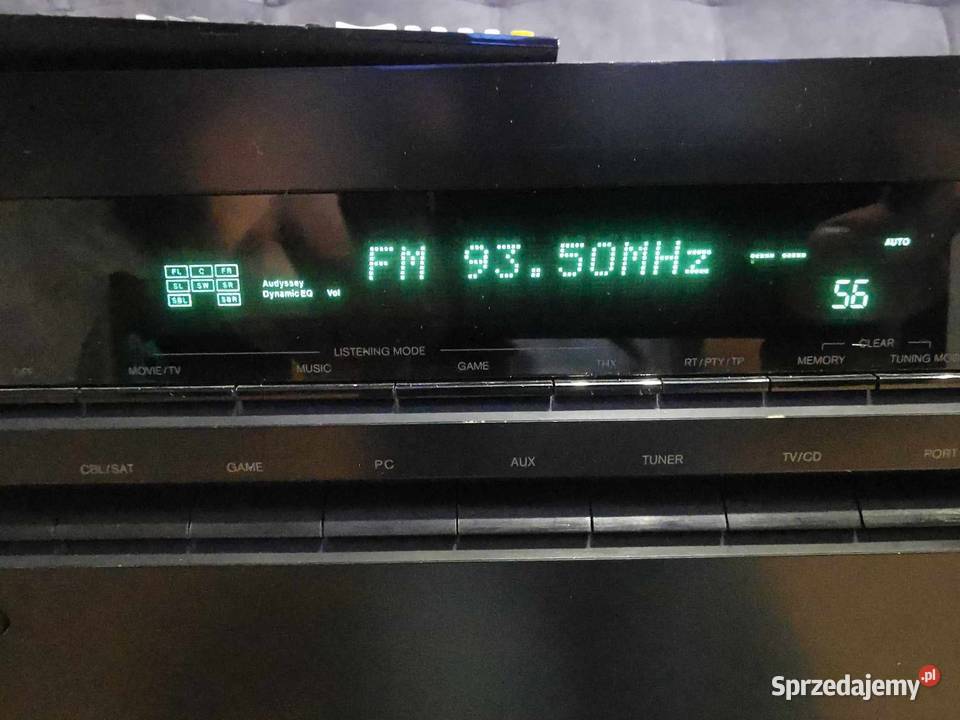 AUTO
FM 93.50MHz -- --
FL C FR
SL SW SR
SBL SBR
Audyssey
DynamicEQ Vol
56
LISTENING MODE
CLEAR
OFF MOVIE/TV MUSIC GAME THX RT/PTY/TP MEMORY TUNING MODE
CBL/SAT GAME PC AUX TUNER TV/CD PORT
Sprzedajemy.pl